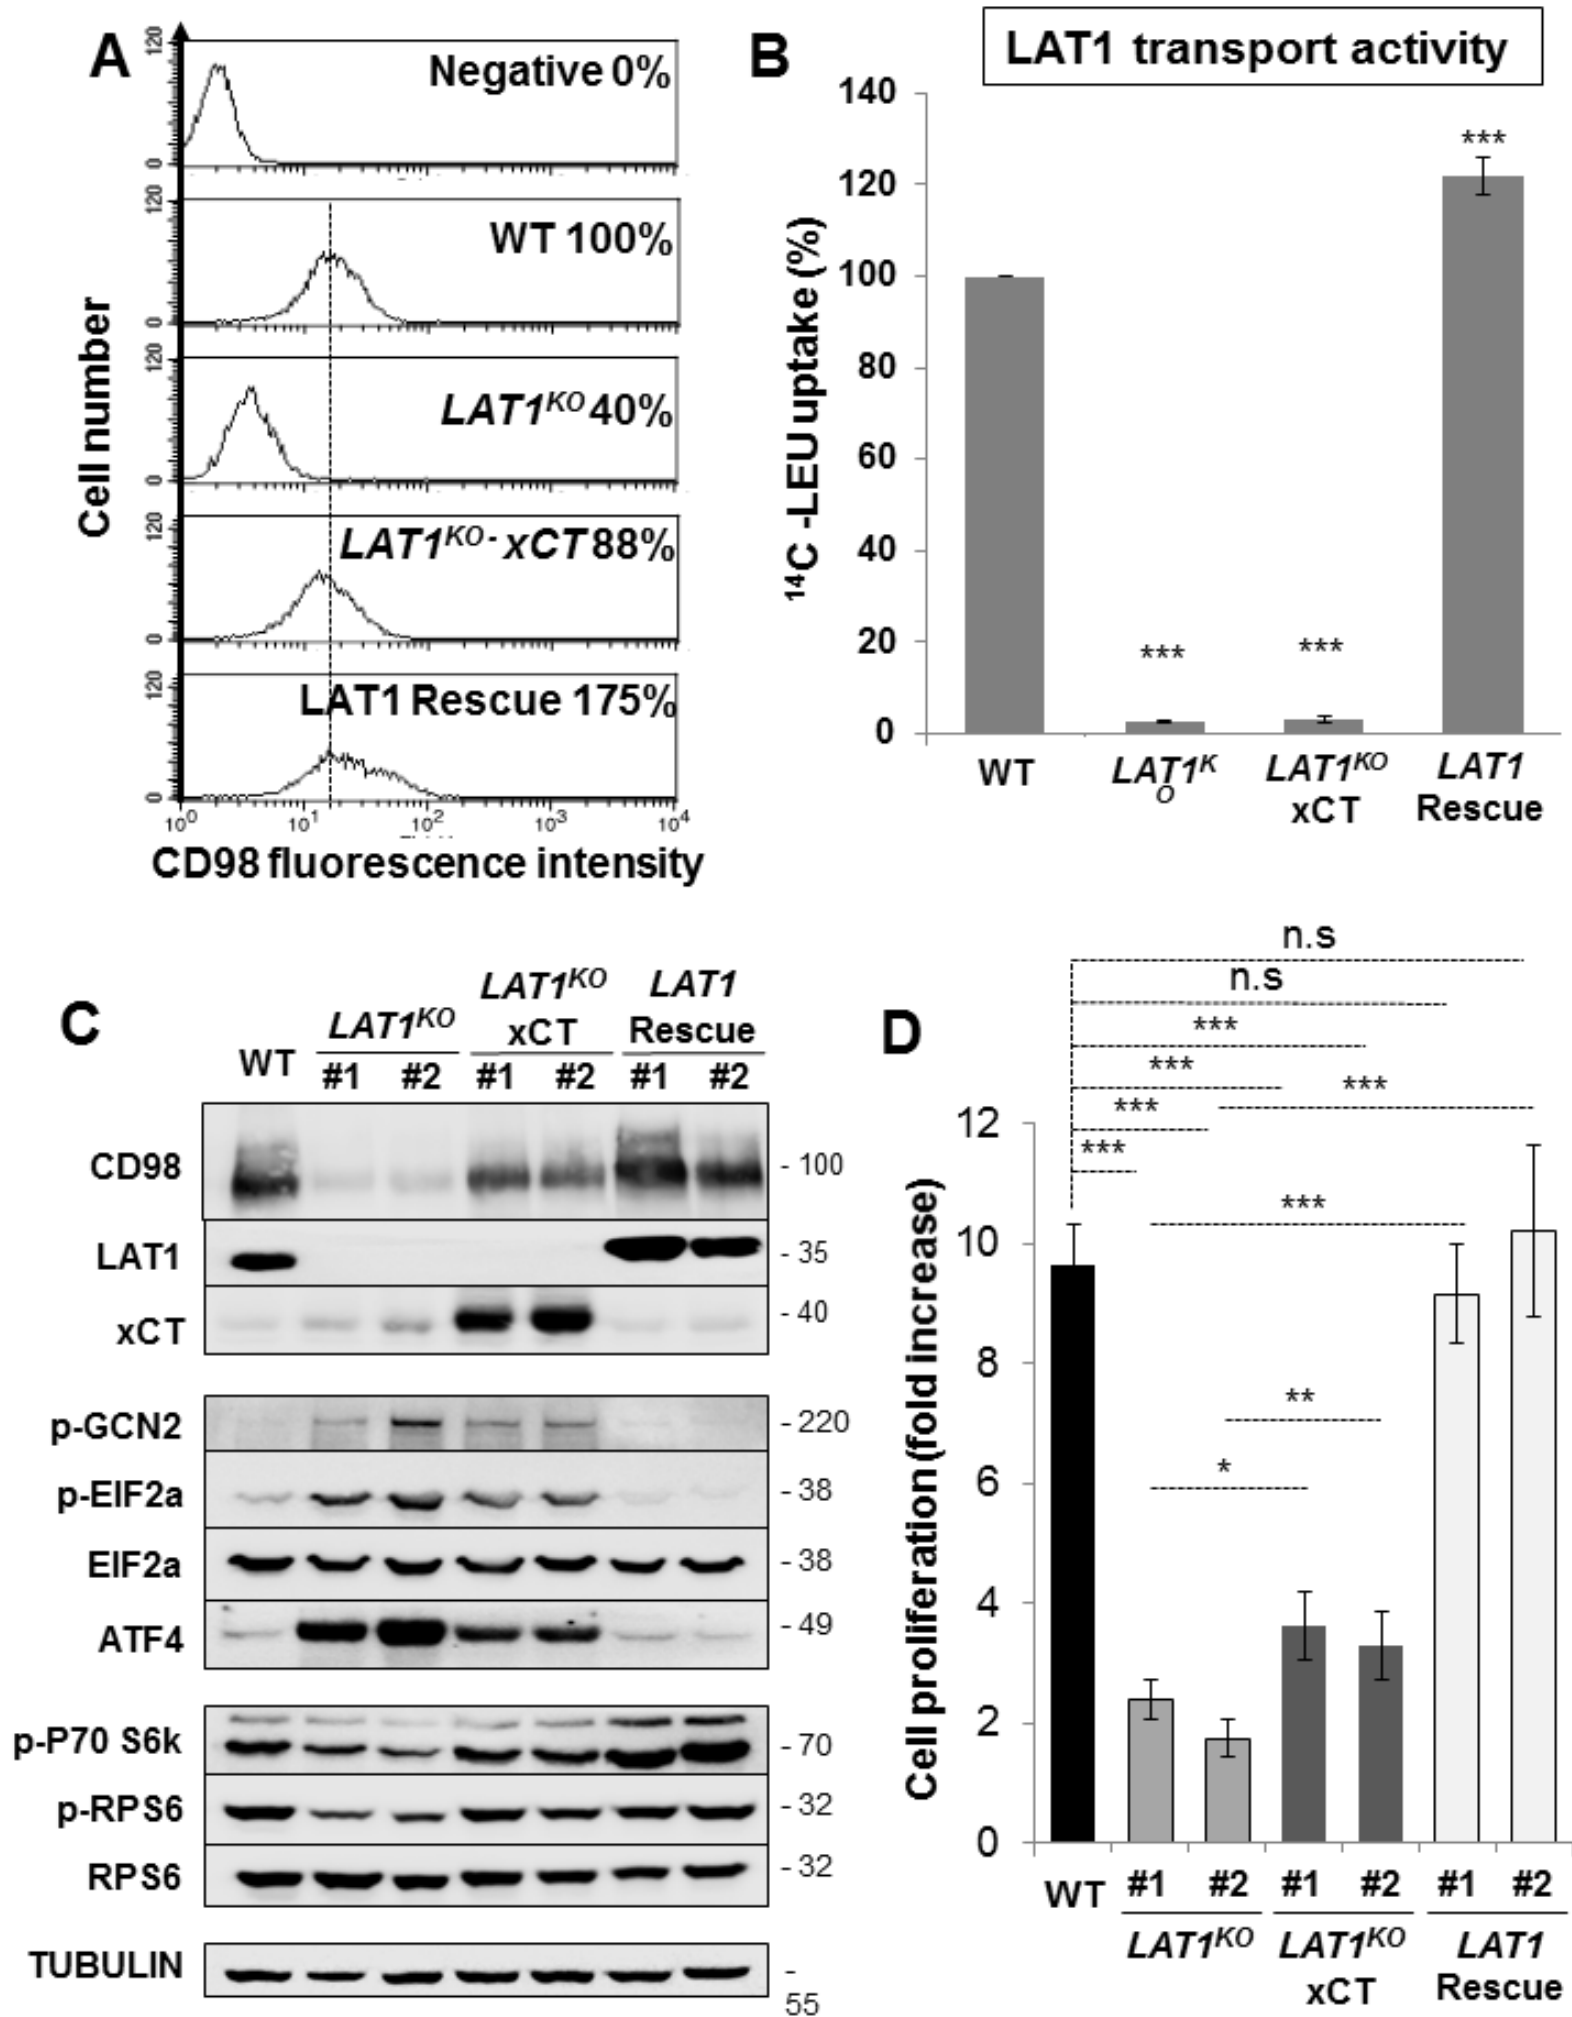 A
120
0
Negative 0%
120
0
WT 100%
120
0
LAT1KO 40%
120
0
LAT1KO- xCT 88%
120
0
LAT1 Rescue 175%
Cell number
100 101 102 103 104
CD98 fluorescence intensity
B
LAT1 transport activity
14C -LEU uptake (%)
140
120
100
80
60
40
20
0
***
***
***
WT
LAT1K
O
LAT1KO
xCT
LAT1
Rescue
C
WT
LAT1KO
LAT1KO
xCT
LAT1
Rescue
#1 #2 #1 #2 #1 #2
CD98 - 100
LAT1 - 35
xCT - 40
p-GCN2 - 220
p-EIF2a - 38
EIF2a - 38
ATF4 - 49
p-P70 S6k - 70
p-RPS6 - 32
RPS6 - 32
TUBULIN -
55
D
n.s
n.s
***
***
***
***
***
***
**
*
Cell proliferation (fold increase)
12
10
8
6
4
2
0
WT #1 #2 #1 #2 #1 #2
LAT1KO
LAT1KO
xCT
LAT1
Rescue